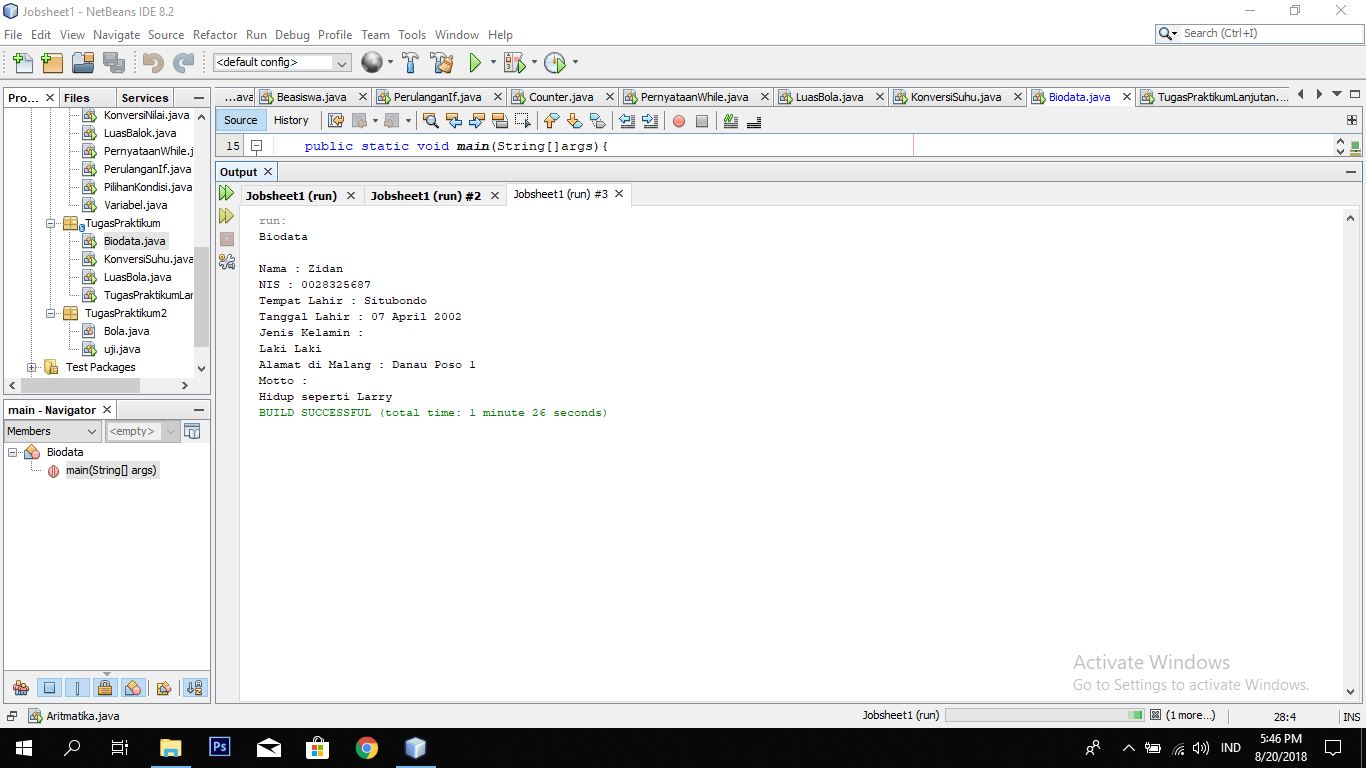 Jobsheet1 - NetBeans IDE 8.2
File Edit View Navigate Source Refactor Run Debug Profile Team Tools Window Help
Search (Ctrl+I)
<default config>
Pro... Files Services
...ava Beasiswa.java PerulanganIf.java Counter.java PernyataanWhile.java LuasBola.java KonversiSuhu.java Biodata.java TugasPraktikumLanjutan....
Source History
15 public static void main(String[]args){
KonversiNilai.java
LuasBalok.java
PernyataanWhile.j
PerulanganIf.java
PilihanKondisi.java
Variabel.java
TugasPraktikum
Biodata.java
KonversiSuhu.java
LuasBola.java
TugasPraktikumLar
TugasPraktikum2
Bola.java
uji.java
Test Packages
main - Navigator
Members <empty>
Biodata
main(String[] args)
Output
Jobsheet1 (run) Jobsheet1 (run) #2 Jobsheet1 (run) #3
run:
Biodata
Nama : Zidan
NIS : 0028325687
Tempat Lahir : Situbondo
Tanggal Lahir : 07 April 2002
Jenis Kelamin :
Laki Laki
Alamat di Malang : Danau Poso 1
Motto :
Hidup seperti Larry
BUILD SUCCESSFUL (total time: 1 minute 26 seconds)
Activate Windows
Go to Settings to activate Windows.
Aritmatika.java
Jobsheet1 (run) (1 more...) 28:4 INS
Ps
IND
5:46 PM
8/20/2018